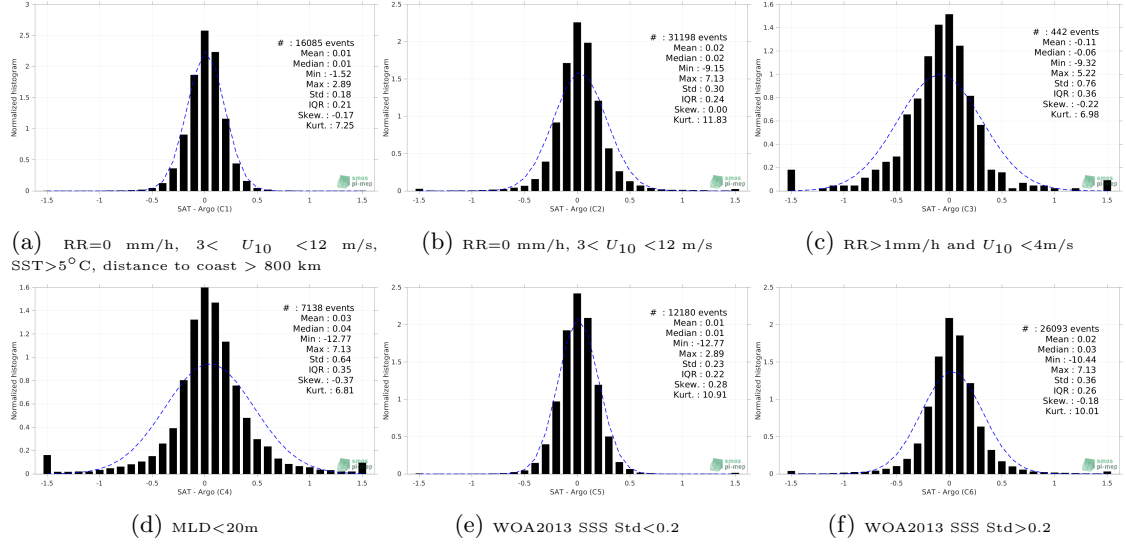 3
2.5
2
1.5
1
0.5
0
Normalized histogram
# : 16085 events
Mean : 0.01
Median : 0.01
Min : -1.52
Max : 2.89
Std : 0.18
IQR : 0.21
Skew. : -0.17
Kurt. : 7.25
smos
pi-mep
-1.5 -1 -0.5 0 0.5 1 1.5
SAT - Argo (C1)
(a) RR=0 mm/h, 3< U10 <12 m/s,
SST>5°C, distance to coast > 800 km
2.5
2
1.5
1
0.5
0
Normalized histogram
# : 31198 events
Mean : 0.02
Median : 0.02
Min : -9.15
Max : 7.13
Std : 0.30
IQR : 0.24
Skew. : 0.00
Kurt. : 11.83
smos
pi-mep
-1.5 -1 -0.5 0 0.5 1 1.5
SAT - Argo (C2)
(b) RR=0 mm/h, 3< U10 <12 m/s
1.6
1.4
1.2
1
0.8
0.6
0.4
0.2
0
Normalized histogram
# : 442 events
Mean : -0.11
Median : -0.06
Min : -9.32
Max : 5.22
Std : 0.76
IQR : 0.36
Skew. : -0.22
Kurt. : 6.98
smos
pi-mep
-1.5 -1 -0.5 0 0.5 1 1.5
SAT - Argo (C3)
(c) RR>1mm/h and U10 <4m/s
1.6
1.4
1.2
1
0.8
0.6
0.4
0.2
0
Normalized histogram
# : 7138 events
Mean : 0.03
Median : 0.04
Min : -12.77
Max : 7.13
Std : 0.64
IQR : 0.35
Skew. : -0.37
Kurt. : 6.81
smos
pi-mep
-1.5 -1 -0.5 0 0.5 1 1.5
SAT - Argo (C4)
(d) MLD<20m
2.5
2
1.5
1
0.5
0
Normalized histogram
# : 12180 events
Mean : 0.01
Median : 0.01
Min : -12.77
Max : 2.89
Std : 0.23
IQR : 0.22
Skew. : 0.28
Kurt. : 10.91
smos
pi-mep
-1.5 -1 -0.5 0 0.5 1 1.5
SAT - Argo (C5)
(e) WOA2013 SSS Std<0.2
2.5
2
1.5
1
0.5
0
Normalized histogram
# : 26093 events
Mean : 0.02
Median : 0.03
Min : -10.44
Max : 7.13
Std : 0.36
IQR : 0.26
Skew. : -0.18
Kurt. : 10.01
smos
pi-mep
-1.5 -1 -0.5 0 0.5 1 1.5
SAT - Argo (C6)
(f) WOA2013 SSS Std>0.2